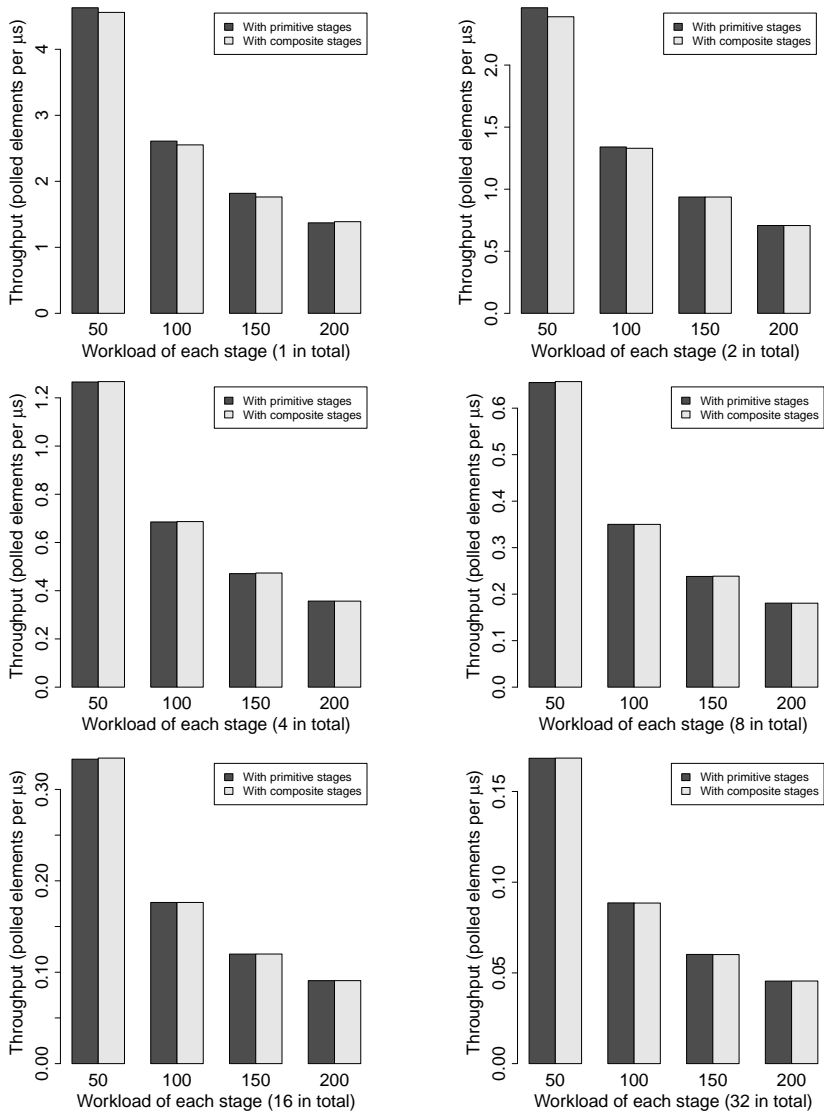 Throughput (polled elements per μs)
0 1 2 3 4
With primitive stages
With composite stages
50 100 150 200
Workload of each stage (1 in total)
Throughput (polled elements per μs)
0.0 0.5 1.0 1.5 2.0
With primitive stages
With composite stages
50 100 150 200
Workload of each stage (2 in total)
Throughput (polled elements per μs)
0.0 0.2 0.4 0.6 0.8 1.0 1.2
With primitive stages
With composite stages
50 100 150 200
Workload of each stage (4 in total)
Throughput (polled elements per μs)
0.0 0.1 0.2 0.3 0.4 0.5 0.6
With primitive stages
With composite stages
50 100 150 200
Workload of each stage (8 in total)
Throughput (polled elements per μs)
0.00 0.10 0.20 0.30
With primitive stages
With composite stages
50 100 150 200
Workload of each stage (16 in total)
Throughput (polled elements per μs)
0.00 0.05 0.10 0.15
With primitive stages
With composite stages
50 100 150 200
Workload of each stage (32 in total)